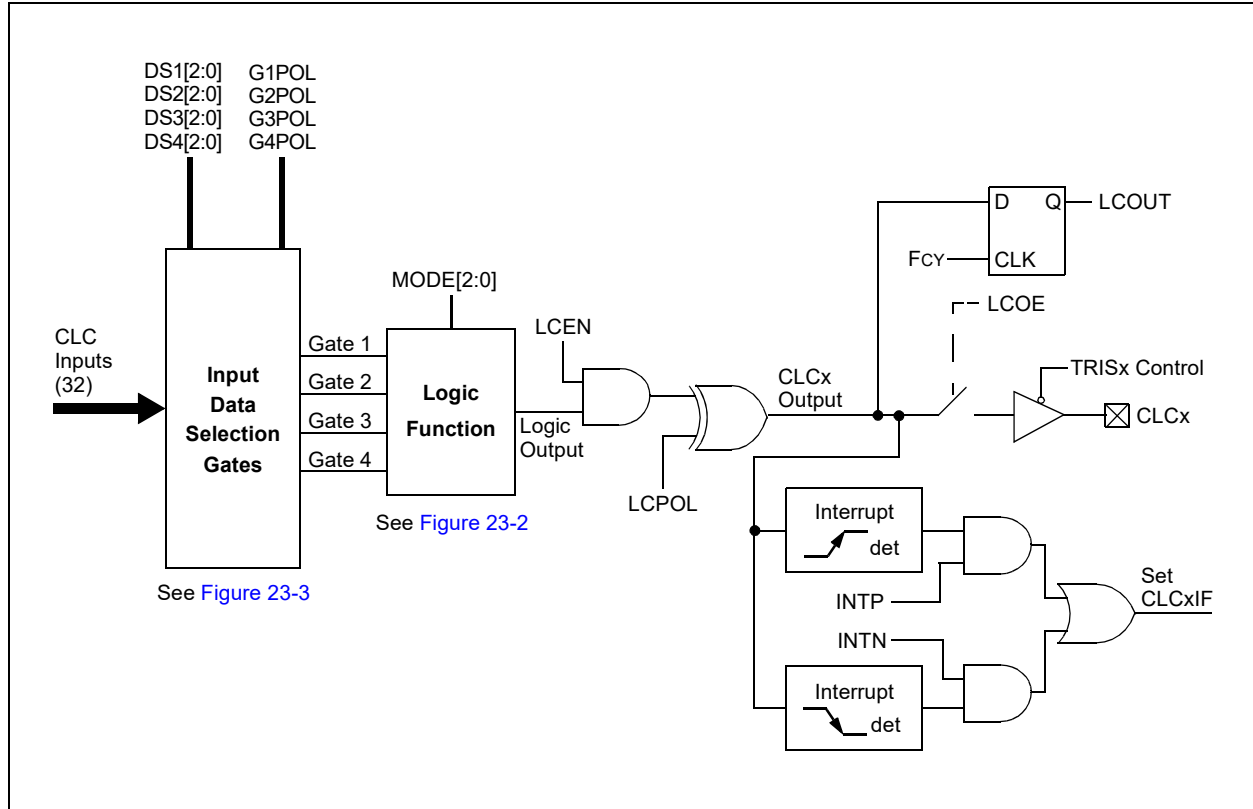 DS1[2:0] G1POL
DS2[2:0] G2POL
DS3[2:0] G3POL
DS4[2:0] G4POL
D Q LCOUT
FCY CLK
MODE[2:0]
LCOE
LCEN
CLC
Inputs
(32)
Input
Data
Selection
Gates
Gate 1
Gate 2
Gate 3
Gate 4
Logic
Function
Logic
Output
CLCx
Output
TRISx Control
CLCx
LCPOL
See Figure 23-2
See Figure 23-3
Interrupt
det
INTP
INTN
Interrupt
det
Set
CLCxIF